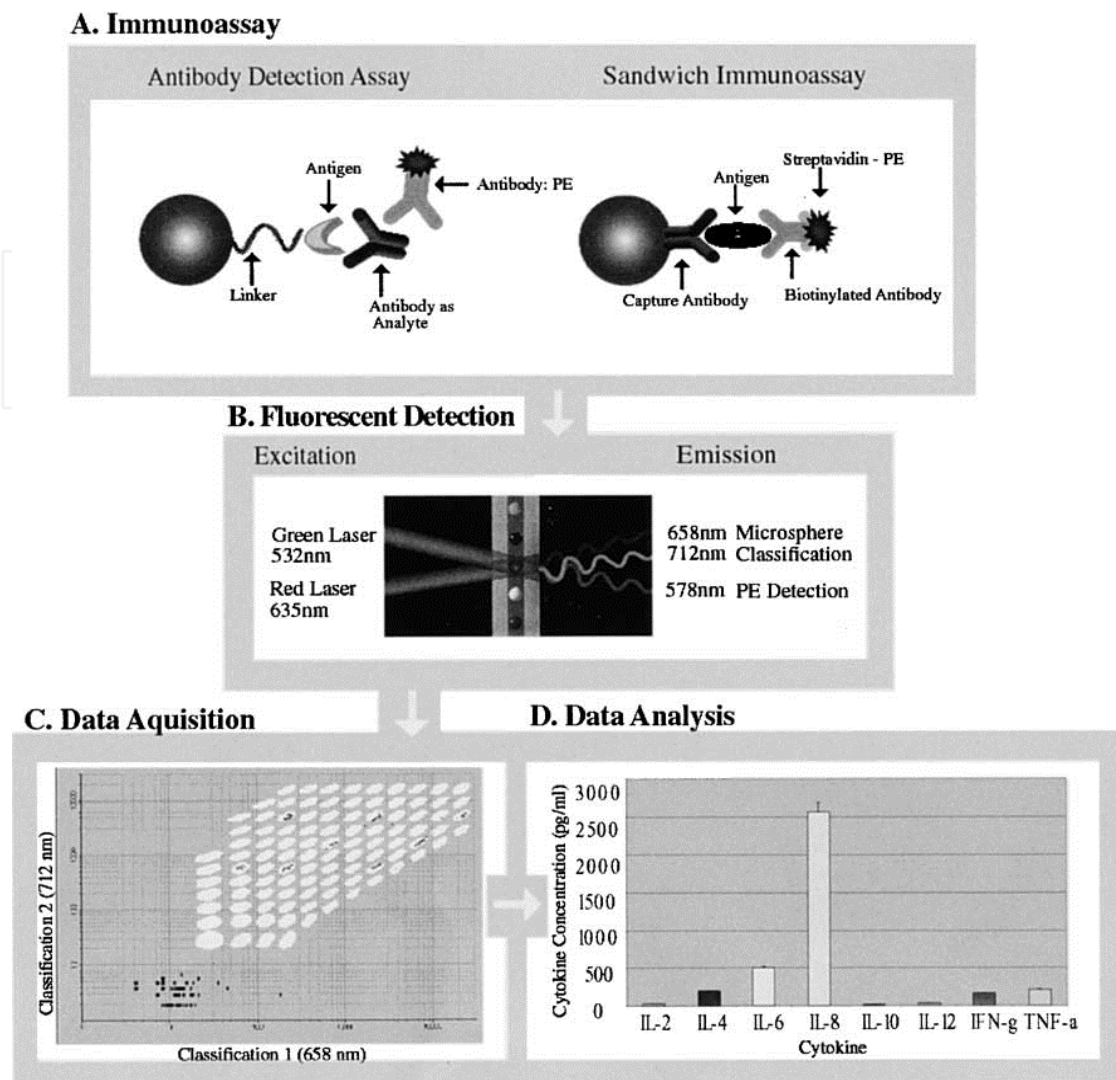 A. Immunoassay
Antibody Detection Assay
Sandwich Immunoassay
Antigen
Antibody: PE
Linker
Antibody as
Analyte
Streptavidin - PE
Antigen
Capture Antibody
Biotinylated Antibody
B. Fluorescent Detection
Excitation
Emission
Green Laser
532nm
Red Laser
635nm
658nm Microsphere
712nm Classification
578nm PE Detection
C. Data Aquisition
Classification 2 (712 nm)
Classification 1 (658 nm)
D. Data Analysis
Cytokine Concentration (pg/ml)
3000
2500
2000
1500
1000
500
0
IL-2 IL-4 IL-6 IL-8 IL-10 IL-12 IFN-g TNF-a
Cytokine